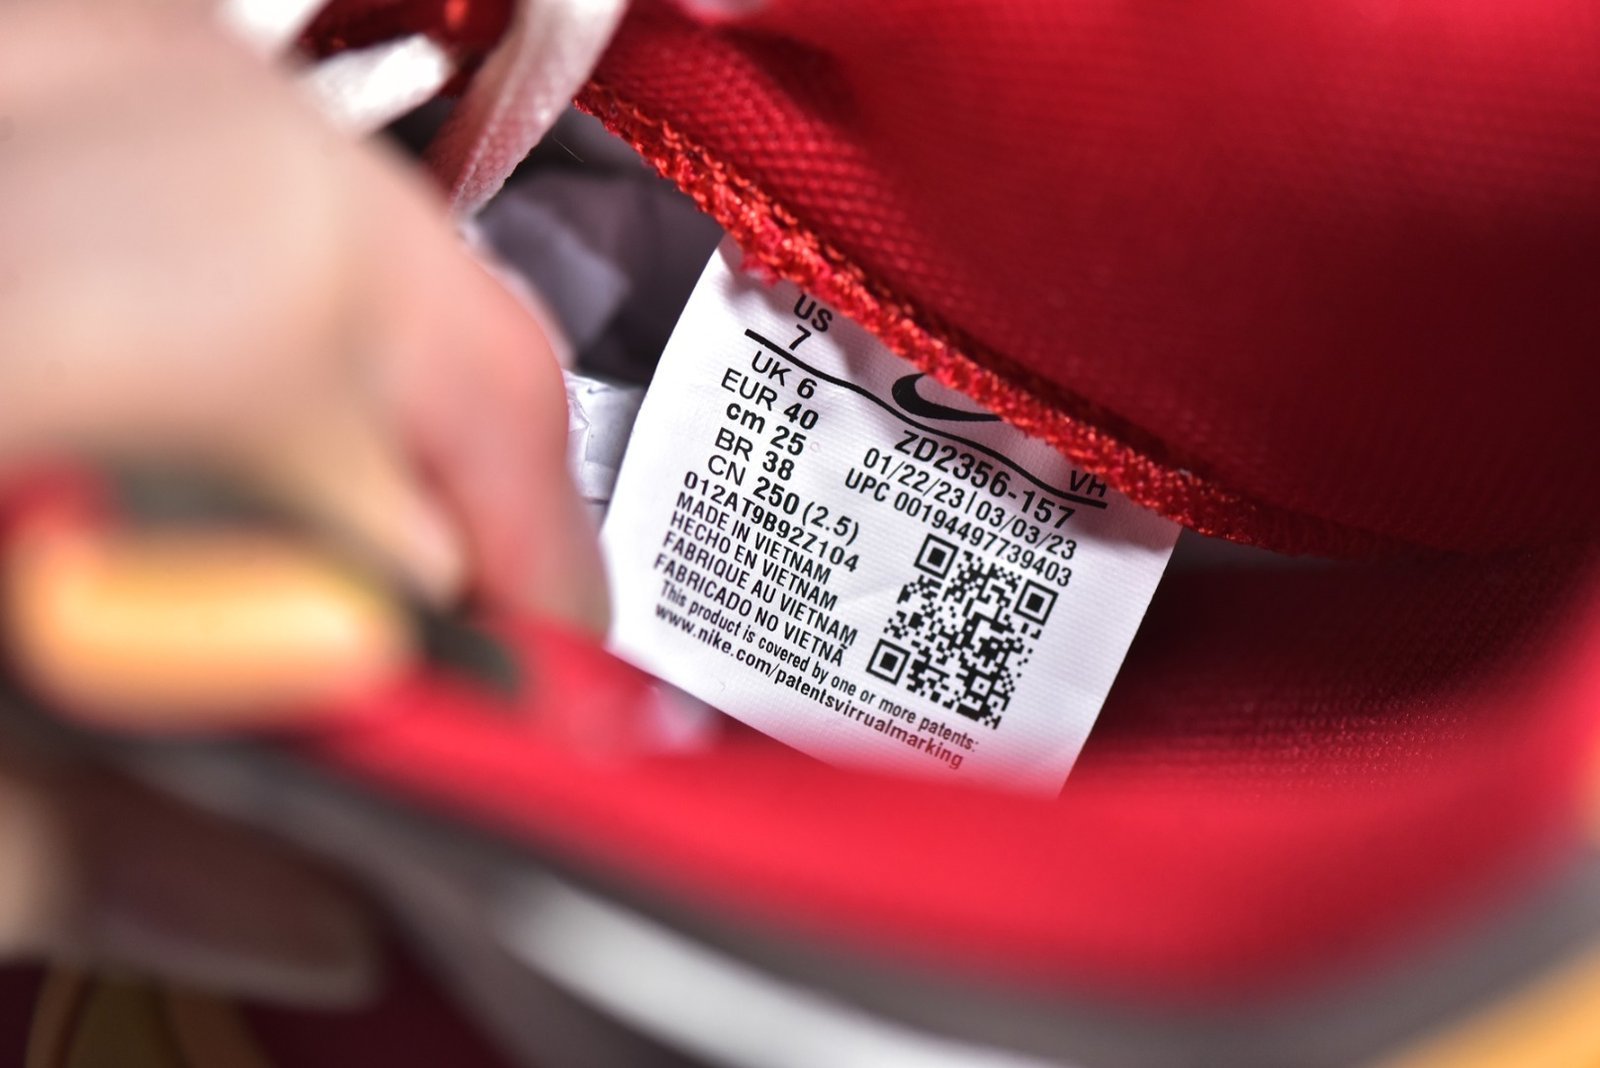 US
7
UK 6
EUR 40
cm 25
BR 38
CN 250 (2.5)
012AT9B92Z104
MADE IN VIETNAM
HECHO EN VIETNAM
FABRIQUE AU VIETNAM
FABRICADO NO VIETNÃ
This product is covered by one or more patents:
www.nike.com/patentsvirrualmarking
VH
ZD2356-157
01/22/23|03/03/23
UPC 00194497739403